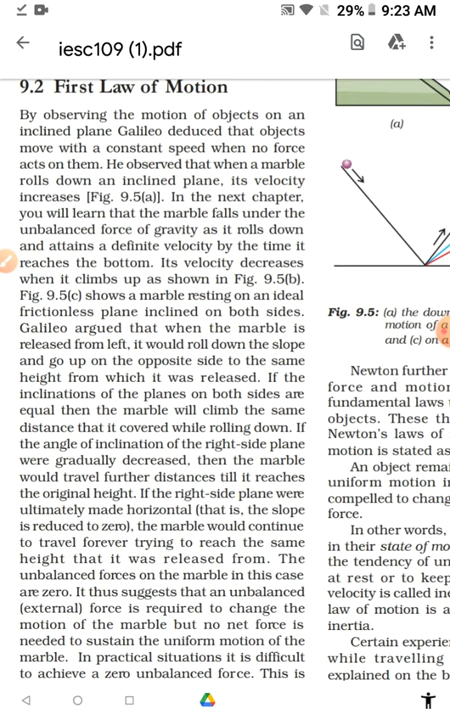 29% 9:23 AM
iesc109 (1).pdf
9.2 First Law of Motion
By observing the motion of objects on an
inclined plane Galileo deduced that objects
move with a constant speed when no force
acts on them. He observed that when a marble
rolls down an inclined plane, its velocity
increases [Fig. 9.5(a)]. In the next chapter,
you will learn that the marble falls under the
unbalanced force of gravity as it rolls down
and attains a definite velocity by the time it
reaches the bottom. Its velocity decreases
when it climbs up as shown in Fig. 9.5(b).
Fig. 9.5(c) shows a marble resting on an ideal
frictionless plane inclined on both sides.
Galileo argued that when the marble is
released from left, it would roll down the slope
and go up on the opposite side to the same
height from which it was released. If the
inclinations of the planes on both sides are
equal then the marble will climb the same
distance that it covered while rolling down. If
the angle of inclination of the right-side plane
were gradually decreased, then the marble
would travel further distances till it reaches
the original height. If the right-side plane were
ultimately made horizontal (that is, the slope
is reduced to zero), the marble would continue
to travel forever trying to reach the same
height that it was released from. The
unbalanced forces on the marble in this case
are zero. It thus suggests that an unbalanced
(external) force is required to change the
motion of the marble but no net force is
needed to sustain the uniform motion of the
marble. In practical situations it is difficult
to achieve a zero unbalanced force. This is
(a)
Fig. 9.5: (a) the dow
motion of a
and (c) on a
Newton further
force and motion
fundamental laws
objects. These th
Newton's laws of
motion is stated as
An object remai
uniform motion i
compelled to chang
force.
In other words,
in their state of mo
the tendency of un
at rest or to keep
velocity is called ine
law of motion is a
inertia.
Certain experie
while travelling
explained on the b